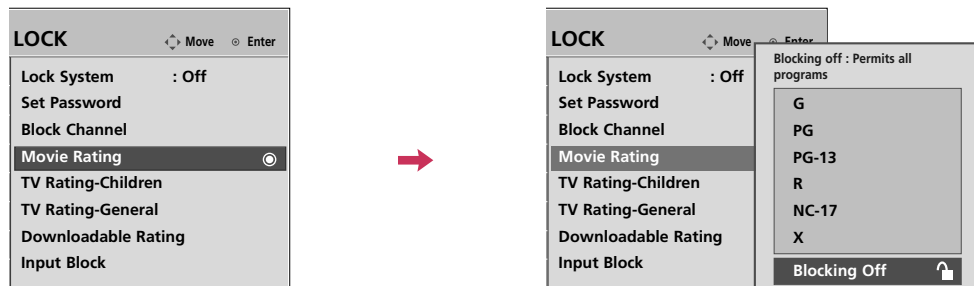 LOCK
Move Enter
Lock System : Off
Set Password
Block Channel
Movie Rating
TV Rating-Children
TV Rating-General
Downloadable Rating
Input Block
LOCK
Move Enter
Lock System : Off
Set Password
Block Channel
Movie Rating
TV Rating-Children
TV Rating-General
Downloadable Rating
Input Block
Blocking off : Permits all
programs
G
PG
PG-13
R
NC-17
X
Blocking Off